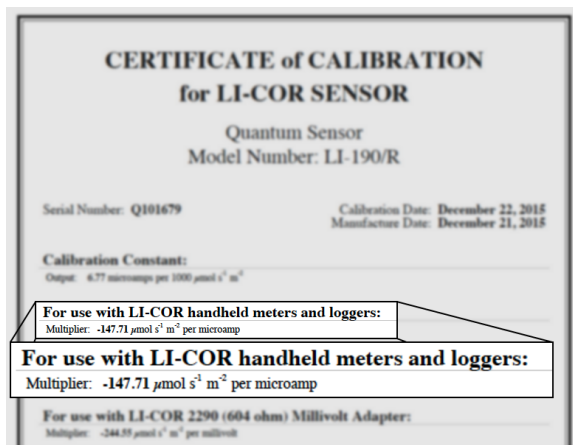 CERTIFICATE of CALIBRATION
for LI-COR SENSOR
Quantum Sensor
Model Number: LI-190/R
Serial Number: Q101679
Calibration Date: December 22, 2015
Manufacture Date: December 21, 2015
Calibration Constant:
Output: 6.77 microamps per 1000 μmol s⁻¹ m⁻²
For use with LI-COR handheld meters and loggers:
Multiplier: -147.71 μmol s⁻¹ m⁻² per microamp
For use with LI-COR handheld meters and loggers:
Multiplier: -147.71 μmol s⁻¹ m⁻² per microamp
For use with LI-COR 2290 (604 ohm) Millivolt Adapter:
Multiplier: -244.55 μmol s⁻¹ m⁻² per millivolt